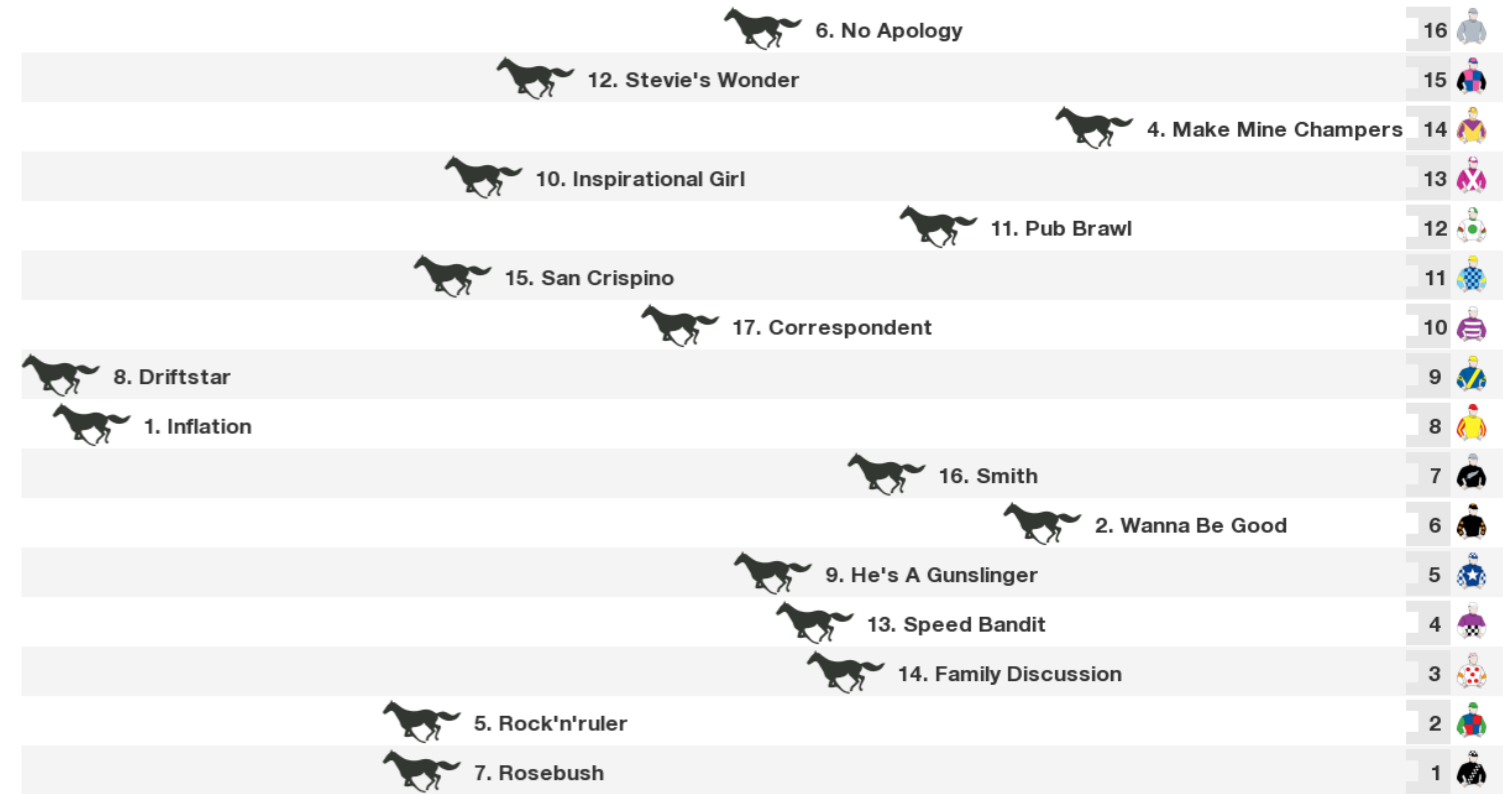 6. No Apology 16
12. Stevie's Wonder 15
4. Make Mine Champers 14
10. Inspirational Girl 13
11. Pub Brawl 12
15. San Crispino 11
17. Correspondent 10
8. Driftstar 9
1. Inflation 8
16. Smith 7
2. Wanna Be Good 6
9. He's A Gunslinger 5
13. Speed Bandit 4
14. Family Discussion 3
5. Rock'n'ruler 2
7. Rosebush 1